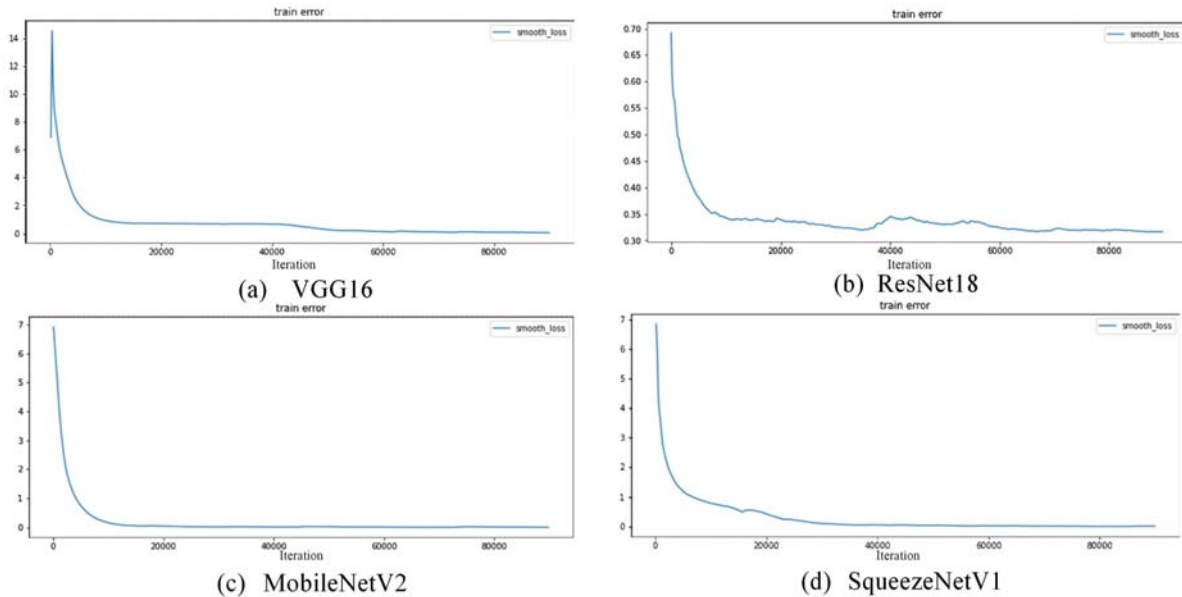 train error
smooth_loss
14
12
10
8
6
4
2
0
0 20000 40000 60000 80000
Iteration
(a) VGG16
train error
smooth_loss
0.70
0.65
0.60
0.55
0.50
0.45
0.40
0.35
0.30
0 20000 40000 60000 80000
Iteration
(b) ResNet18
train error
smooth_loss
7
6
5
4
3
2
1
0
0 20000 40000 60000 80000
Iteration
(c) MobileNetV2
train error
smooth_loss
7
6
5
4
3
2
1
0
0 20000 40000 60000 80000
Iteration
(d) SqueezeNetV1